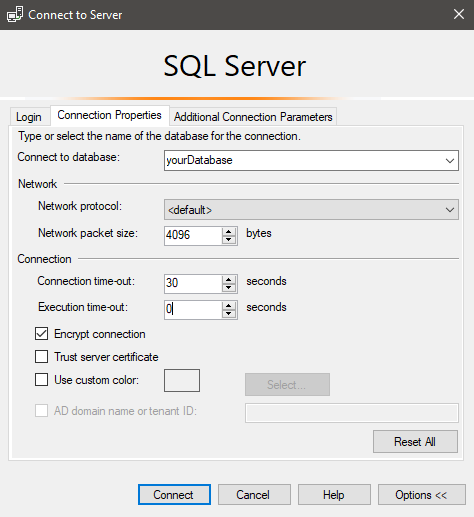 Connect to Server
SQL Server
Login Connection Properties Additional Connection Parameters
Type or select the name of the database for the connection.
Connect to database: yourDatabase
Network
Network protocol: <default>
Network packet size: 4096 bytes
Connection
Connection time-out: 30 seconds
Execution time-out: 0 seconds
Encrypt connection
Trust server certificate
Use custom color: Select...
AD domain name or tenant ID:
Reset All
Connect Cancel Help Options <<